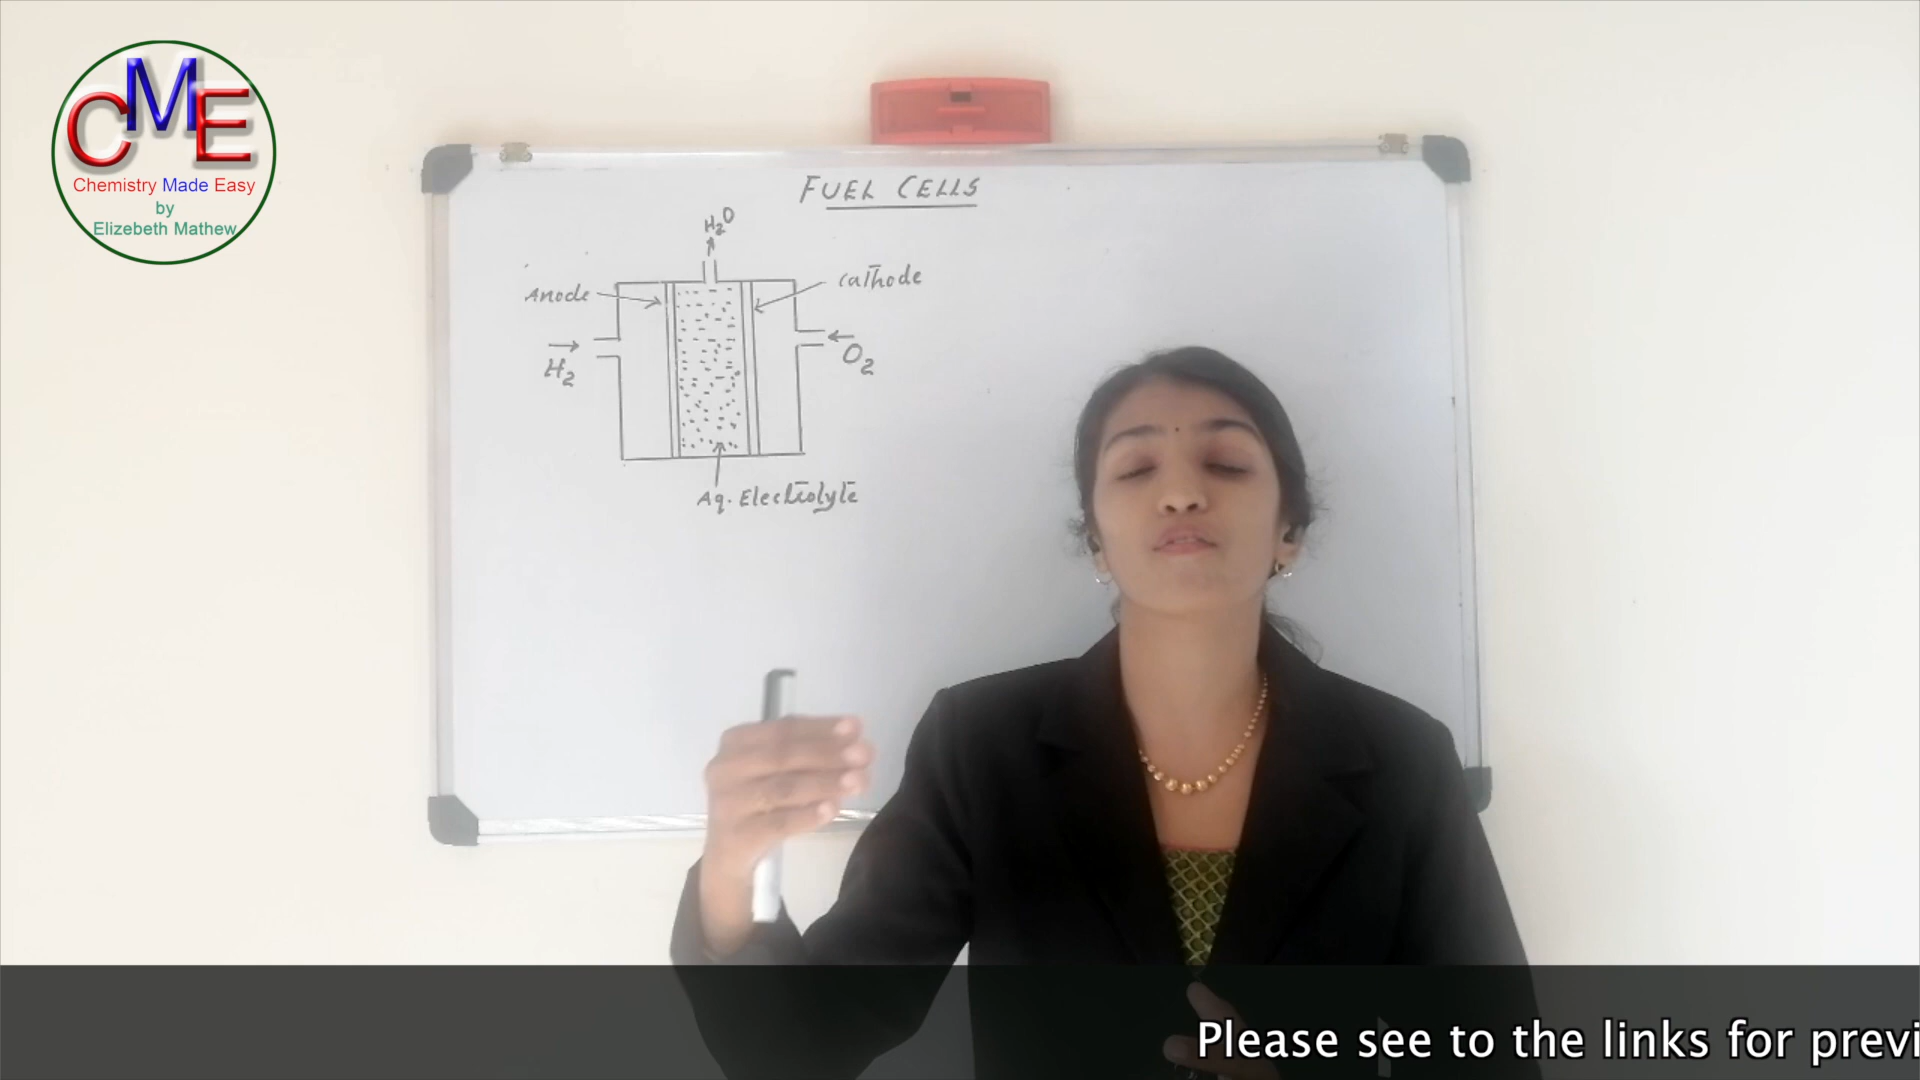 CME
Chemistry Made Easy
by
Elizebeth Mathew
FUEL CELLS
H2O
Anode
Cathode
H2
O2
Aq. Electrolyte
Please see to the links for previ